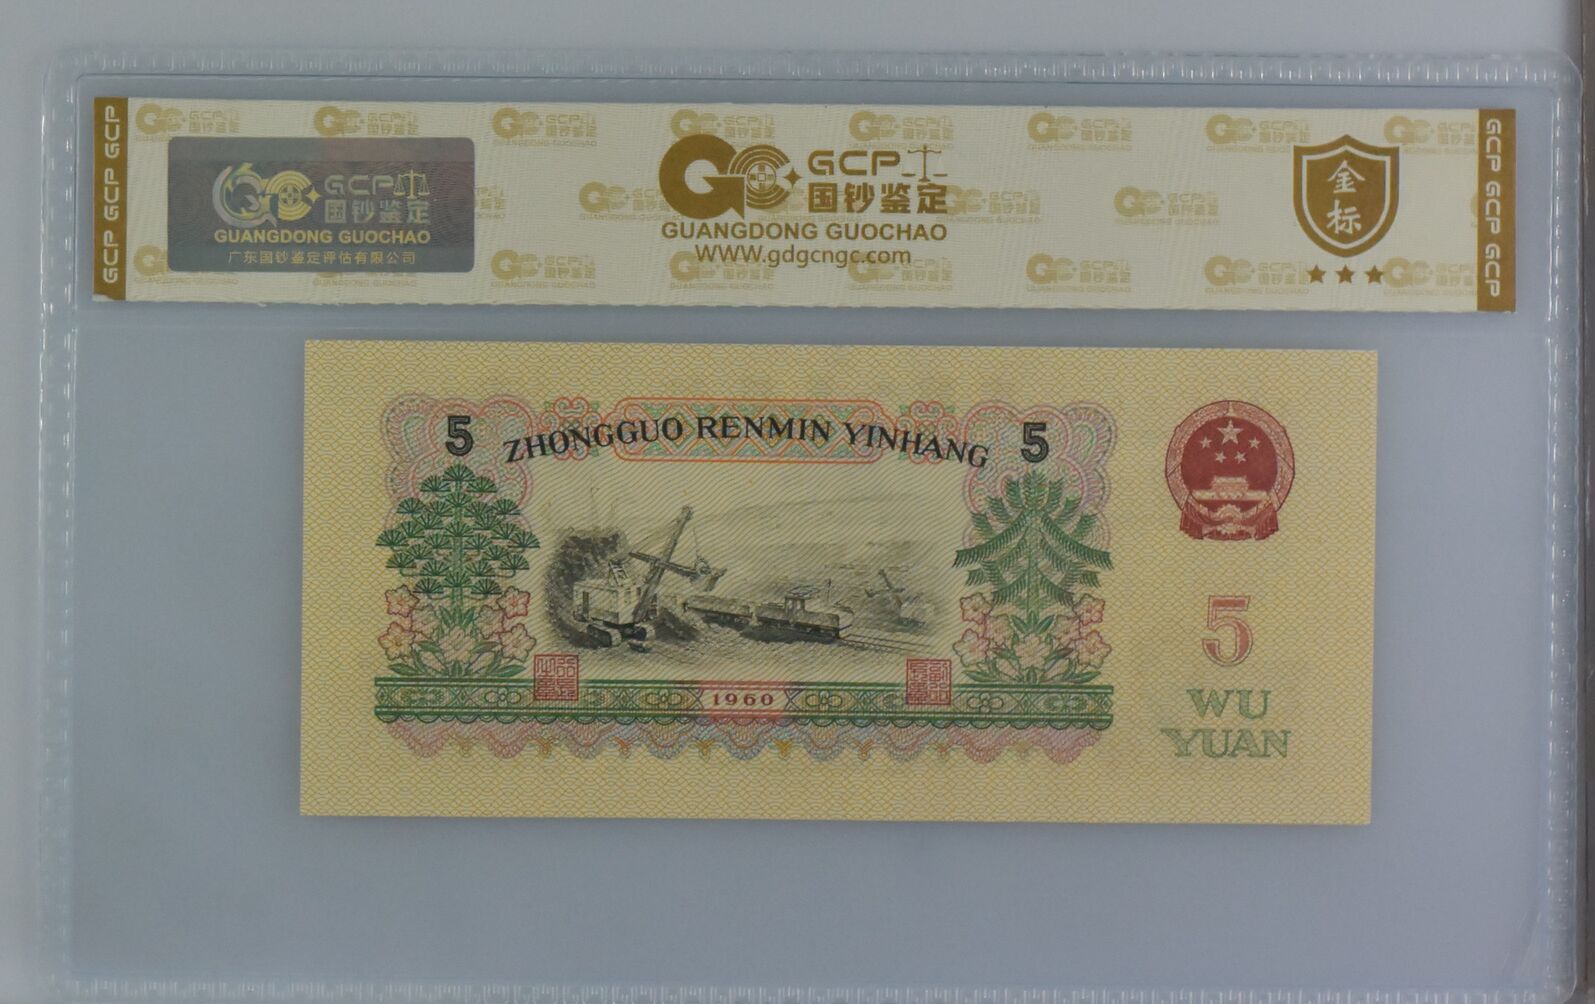 GCP GCP GCP
GCP
国钞鉴定
GUANGDONG GUOCHAO
广东国钞鉴定评估有限公司
GCP
国钞鉴定
GUANGDONG GUOCHAO
WWW.gdgcngc.com
金
标
GCP GCP GCP
5
ZHONGGUO RENMIN YINHANG
5
1960
5
WU
YUAN